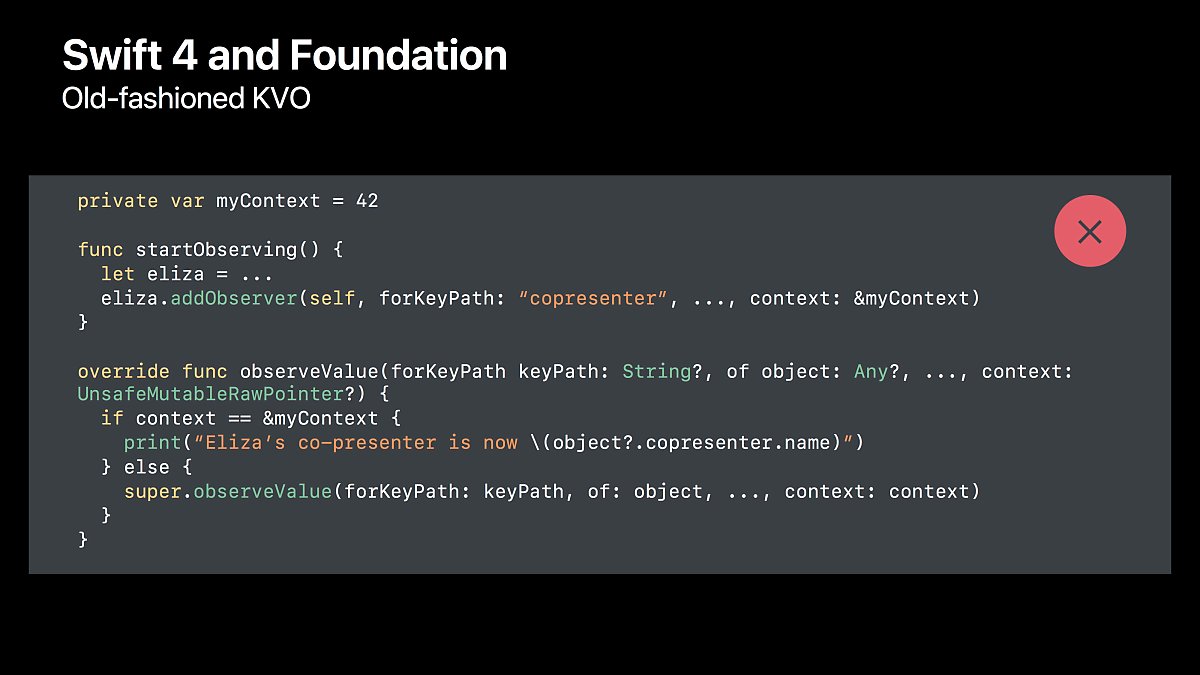 Swift 4 and Foundation
Old-fashioned KVO
private var myContext = 42
func startObserving() {
let eliza = ...
eliza.addObserver(self, forKeyPath: “copresenter”, ..., context: &myContext)
}
override func observeValue(forKeyPath keyPath: String?, of object: Any?, ..., context:
UnsafeMutableRawPointer?) {
if context == &myContext {
print(“Eliza’s co-presenter is now \(object?.copresenter.name)”)
} else {
super.observeValue(forKeyPath: keyPath, of: object, ..., context: context)
}
}